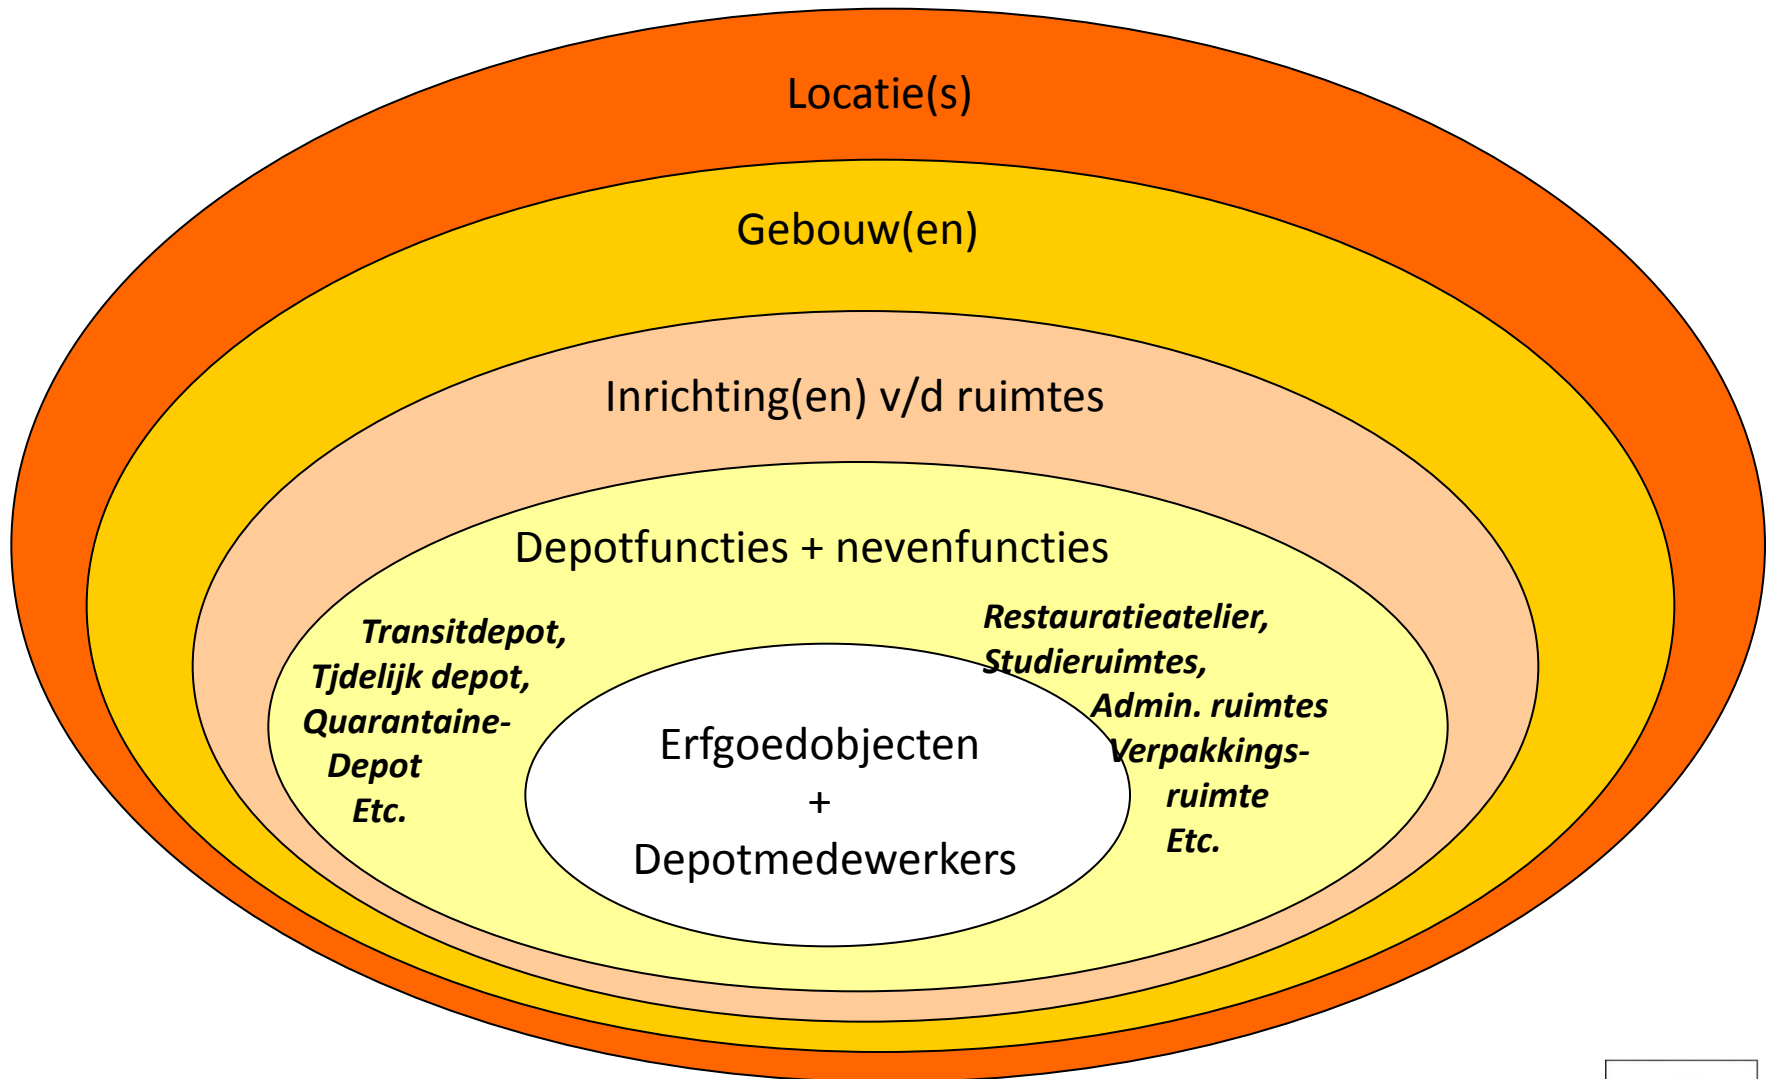 Locatie(s)
Gebouw(en)
Inrichting(en) v/d ruimtes
Depotfuncties + nevenfuncties
Transitdepot,
Tjdelijk depot,
Quarantaine-
Depot
Etc.
Restauratieatelier,
Studieruimtes,
Admin. ruimtes
Verpakkings-
ruimte
Etc.
Erfgoedobjecten
+
Depotmedewerkers